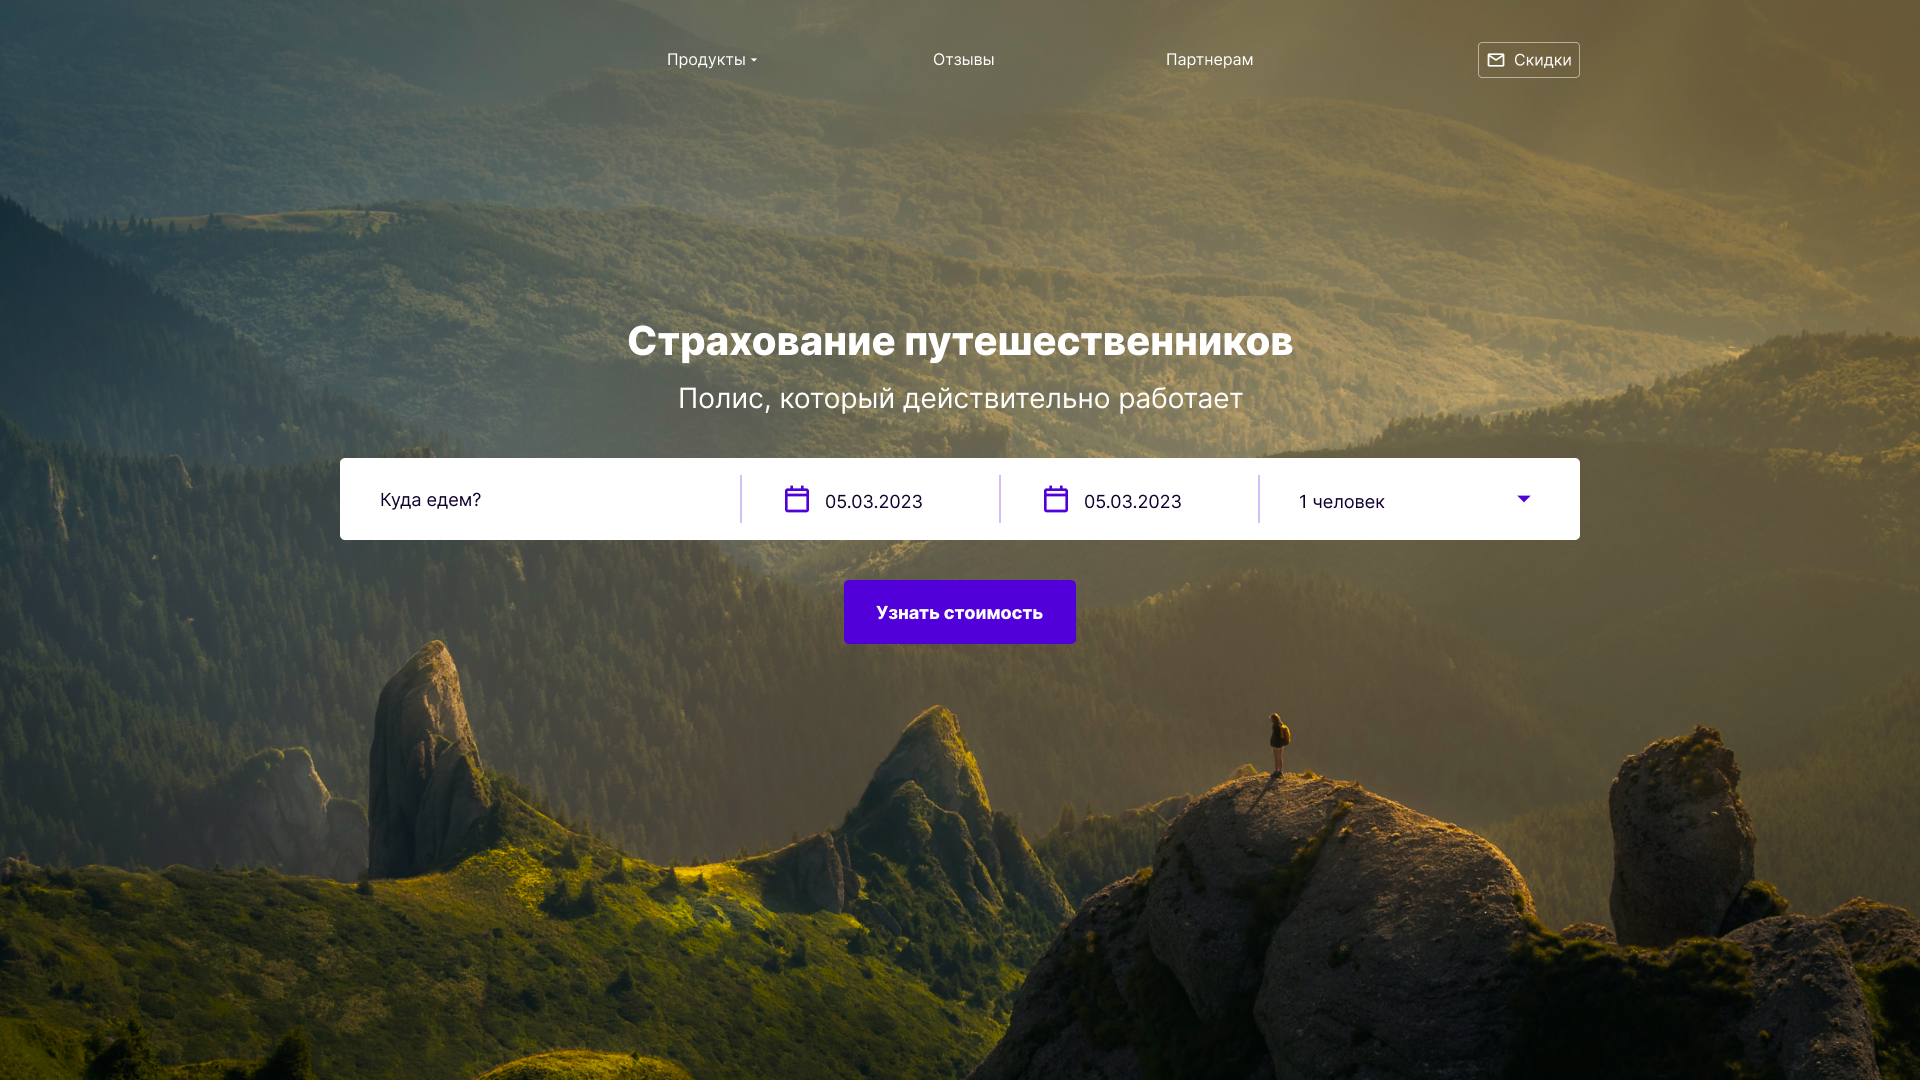 Продукты
Отзывы
Партнерам
Скидки
Страхование путешественников
Полис, который действительно работает
Куда едем?
05.03.2023
05.03.2023
1 человек
Узнать стоимость